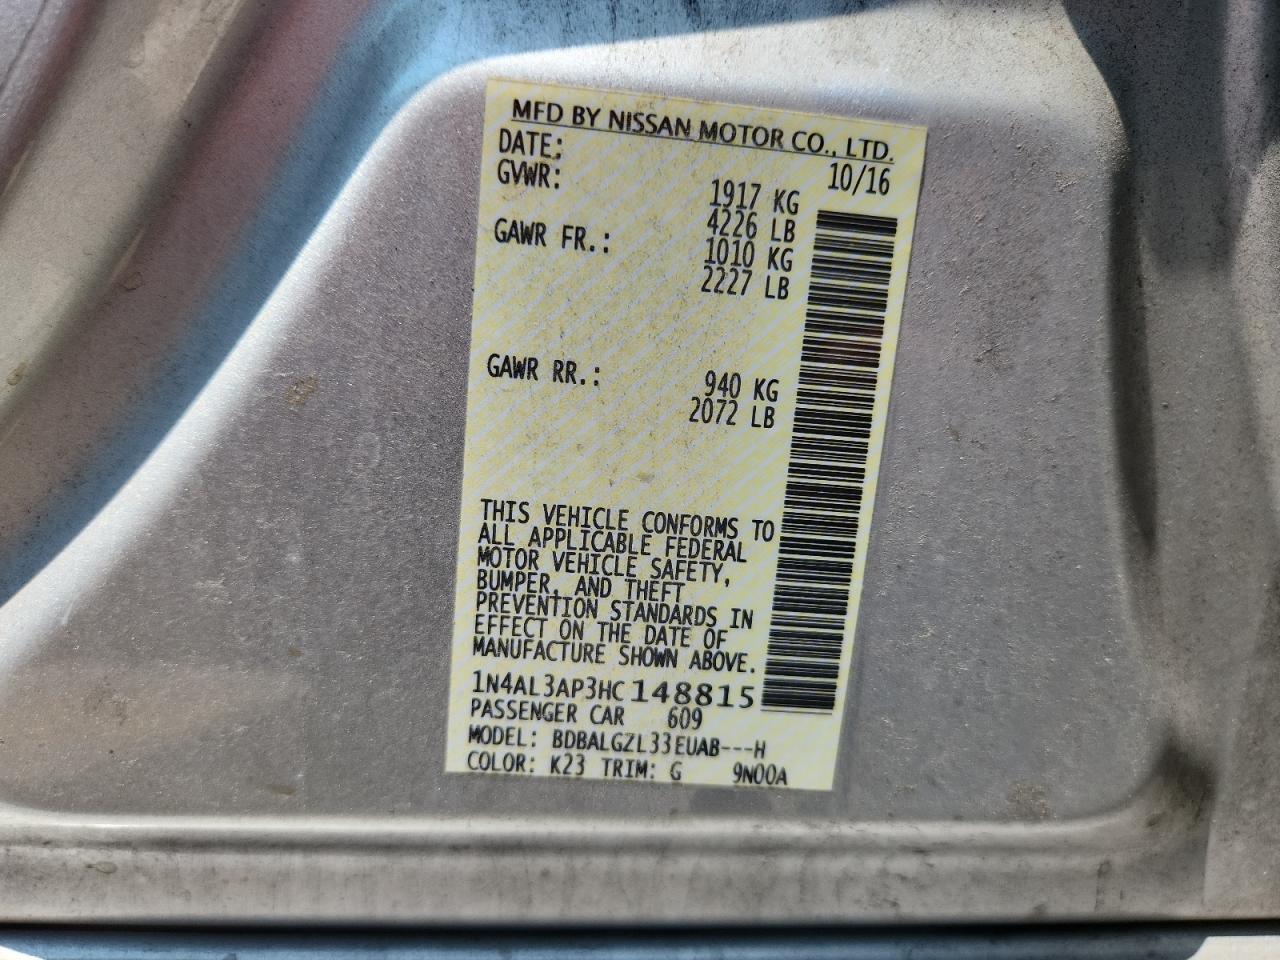 MFD BY NISSAN MOTOR CO., LTD.
DATE: 10/16
GVWR: 1917 KG
4226 LB
GAWR FR.: 1010 KG
2227 LB
GAWR RR.: 940 KG
2072 LB
THIS VEHICLE CONFORMS TO
ALL APPLICABLE FEDERAL
MOTOR VEHICLE SAFETY,
BUMPER, AND THEFT
PREVENTION STANDARDS IN
EFFECT ON THE DATE OF
MANUFACTURE SHOWN ABOVE.
1N4AL3AP3HC148815
PASSENGER CAR 609
MODEL: BDBALGZL33EUAB---H
COLOR: K23 TRIM: G 9N00A